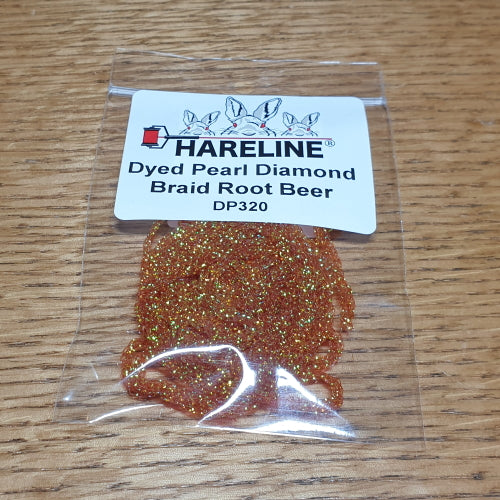 HARELINE®
Dyed Pearl Diamond
Braid Root Beer
DP320